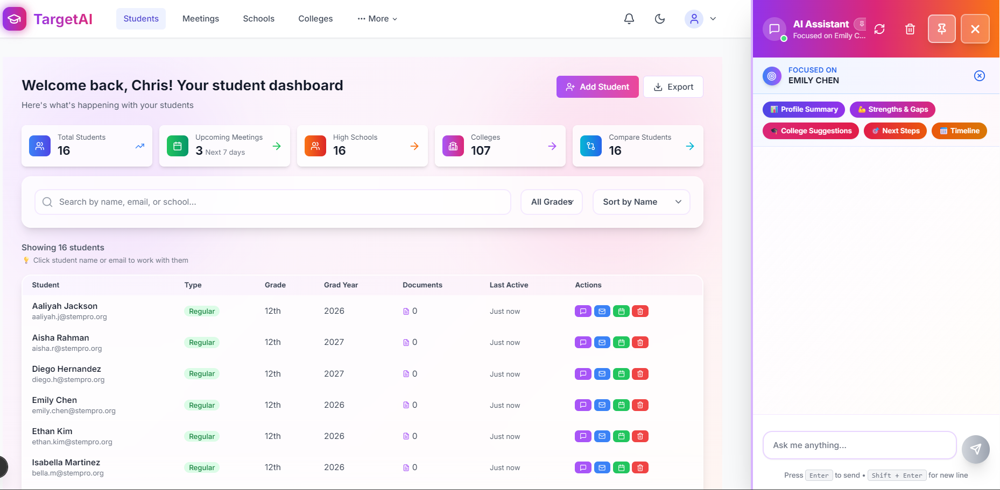 TargetAI
Students
Meetings
Schools
Colleges
More
Welcome back, Chris! Your student dashboard
Here's what's happening with your students
Add Student
Export
Total Students
16
Upcoming Meetings
3 Next 7 days
High Schools
16
Colleges
107
Compare Students
16
Search by name, email, or school...
All Grades
Sort by Name
Showing 16 students
Click student name or email to work with them
Student Type Grade Grad Year Documents Last Active Actions
Aaliyah Jackson
aaliyah.j@stempro.org
Regular 12th 2026 0 Just now
Aisha Rahman
aisha.r@stempro.org
Regular 12th 2027 0 Just now
Diego Hernandez
diego.h@stempro.org
Regular 12th 2027 0 Just now
Emily Chen
emily.chen@stempro.org
Regular 12th 2026 0 Just now
Ethan Kim
ethan.kim@stempro.org
Regular 12th 2026 0 Just now
Isabella Martinez
bella.m@stempro.org
Regular 12th 2026 0 Just now
AI Assistant
Focused on Emily C...
FOCUSED ON
EMILY CHEN
Profile Summary
Strengths & Gaps
College Suggestions
Next Steps
Timeline
Ask me anything...
Press Enter to send • Shift + Enter for new line